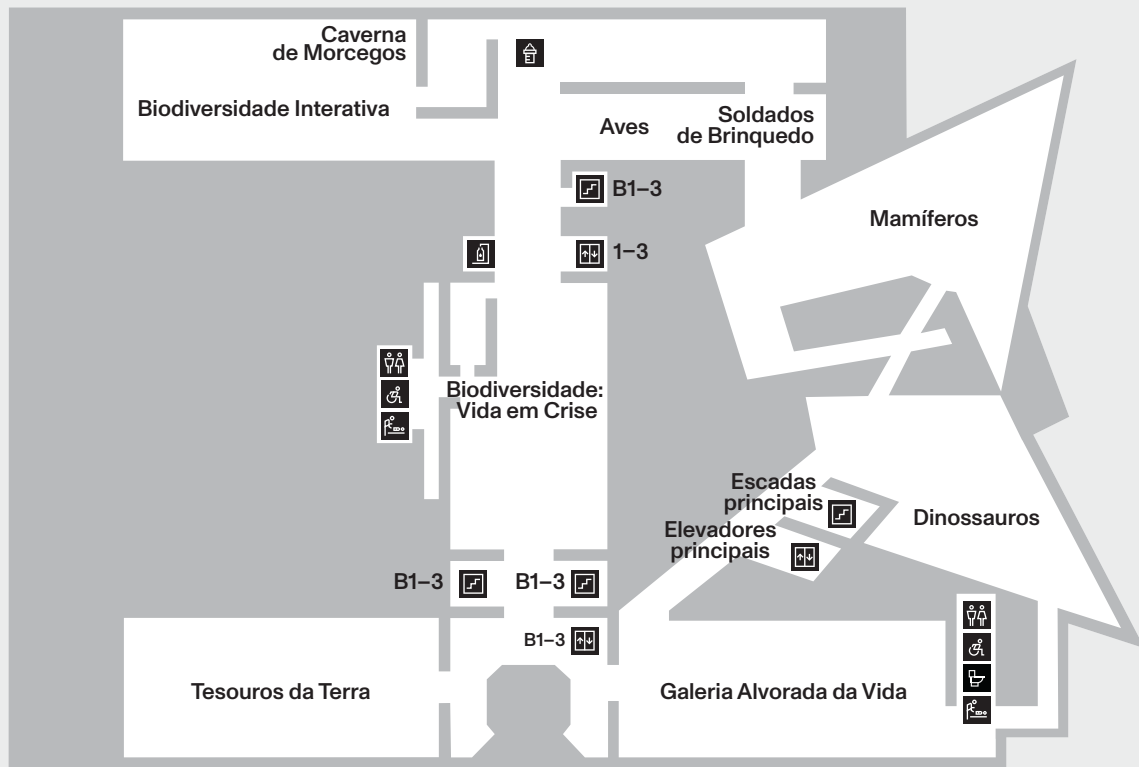 Caverna
de Morcegos
Biodiversidade Interativa
Aves
Soldados
de Brinquedo
B1–3
Mamíferos
1–3
Biodiversidade:
Vida em Crise
Escadas
principais
Dinossauros
Elevadores
principais
B1–3
B1–3
B1–3
Tesouros da Terra
Galeria Alvorada da Vida